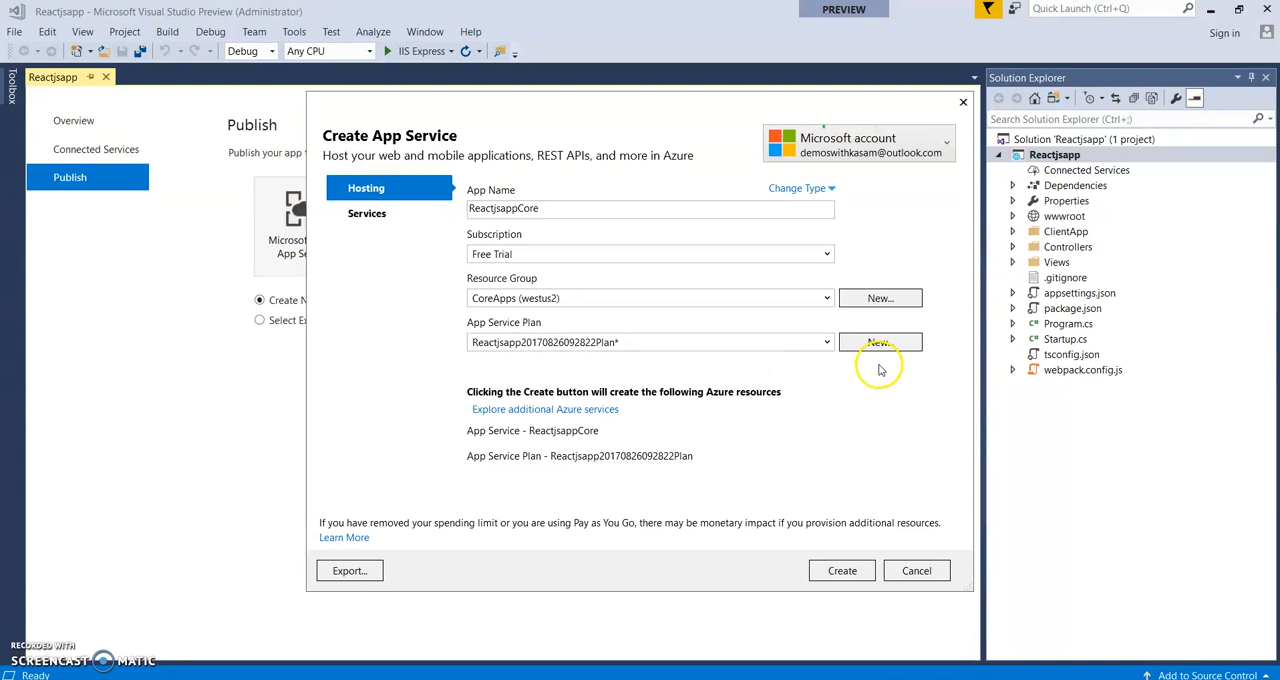 Reactjsapp - Microsoft Visual Studio Preview (Administrator)
PREVIEW
Quick Launch (Ctrl+Q)
File Edit View Project Build Debug Team Tools Test Analyze Window Help
Sign in
Debug Any CPU IIS Express
Toolbox
Reactjsapp
Overview
Connected Services
Publish
Publish
Publish your app
Microso
App Se
Create N
Select Ex
Create App Service
Host your web and mobile applications, REST APIs, and more in Azure
Microsoft account
demoswithkasam@outlook.com
Hosting
Services
App Name
Change Type
ReactjsappCore
Subscription
Free Trial
Resource Group
CoreApps (westus2)
New...
App Service Plan
Reactjsapp20170826092822Plan*
New...
Clicking the Create button will create the following Azure resources
Explore additional Azure services
App Service - ReactjsappCore
App Service Plan - Reactjsapp20170826092822Plan
If you have removed your spending limit or you are using Pay as You Go, there may be monetary impact if you provision additional resources.
Learn More
Export...
Create
Cancel
Solution Explorer
Search Solution Explorer (Ctrl+;)
Solution 'Reactjsapp' (1 project)
Reactjsapp
Connected Services
Dependencies
Properties
wwwroot
ClientApp
Controllers
Views
.gitignore
appsettings.json
package.json
Program.cs
Startup.cs
tsconfig.json
webpack.config.js
RECORDED WITH
SCREENCAST MATIC
Ready
Add to Source Control